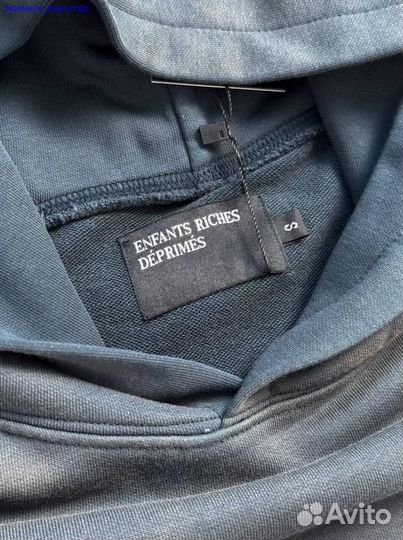 ENFANTS RICHES
DÉPRIMÉS
S
Avito